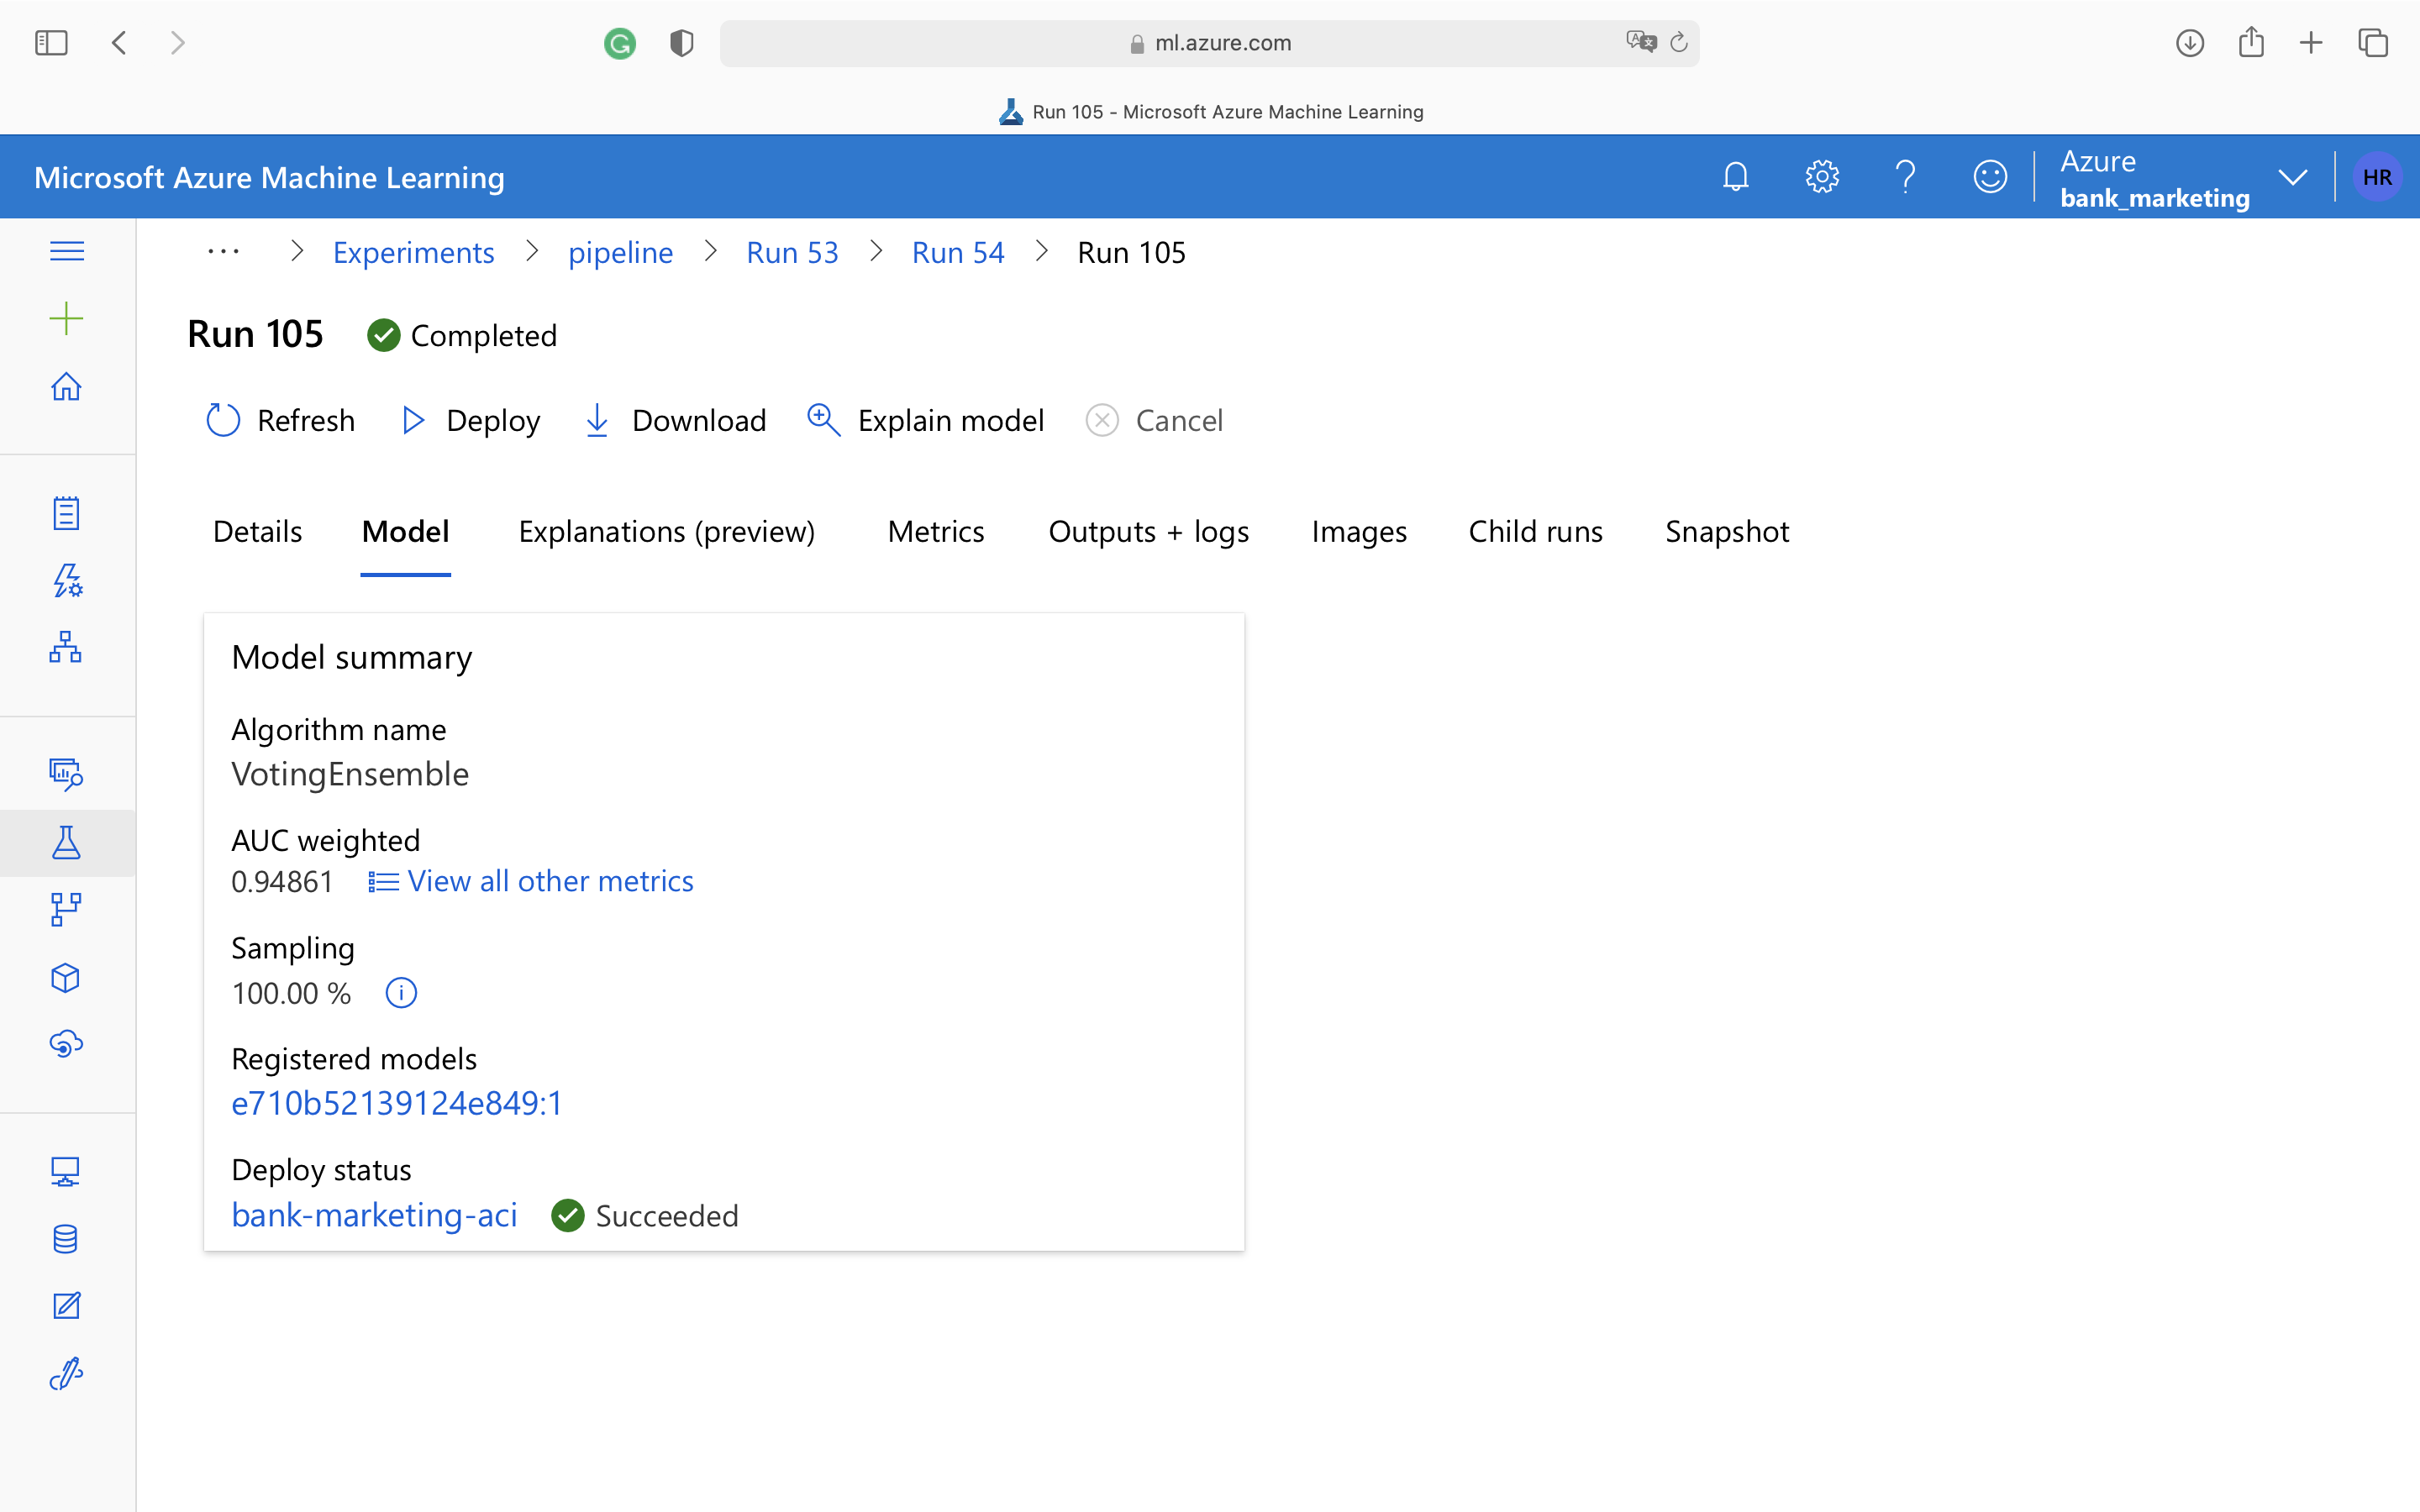 ml.azure.com
Run 105 - Microsoft Azure Machine Learning
Microsoft Azure Machine Learning
Azure
bank_marketing
HR
··· > Experiments > pipeline > Run 53 > Run 54 > Run 105
Run 105 Completed
Refresh Deploy Download Explain model Cancel
Details Model Explanations (preview) Metrics Outputs + logs Images Child runs Snapshot
Model summary
Algorithm name
VotingEnsemble
AUC weighted
0.94861 View all other metrics
Sampling
100.00 %
Registered models
e710b52139124e849:1
Deploy status
bank-marketing-aci Succeeded